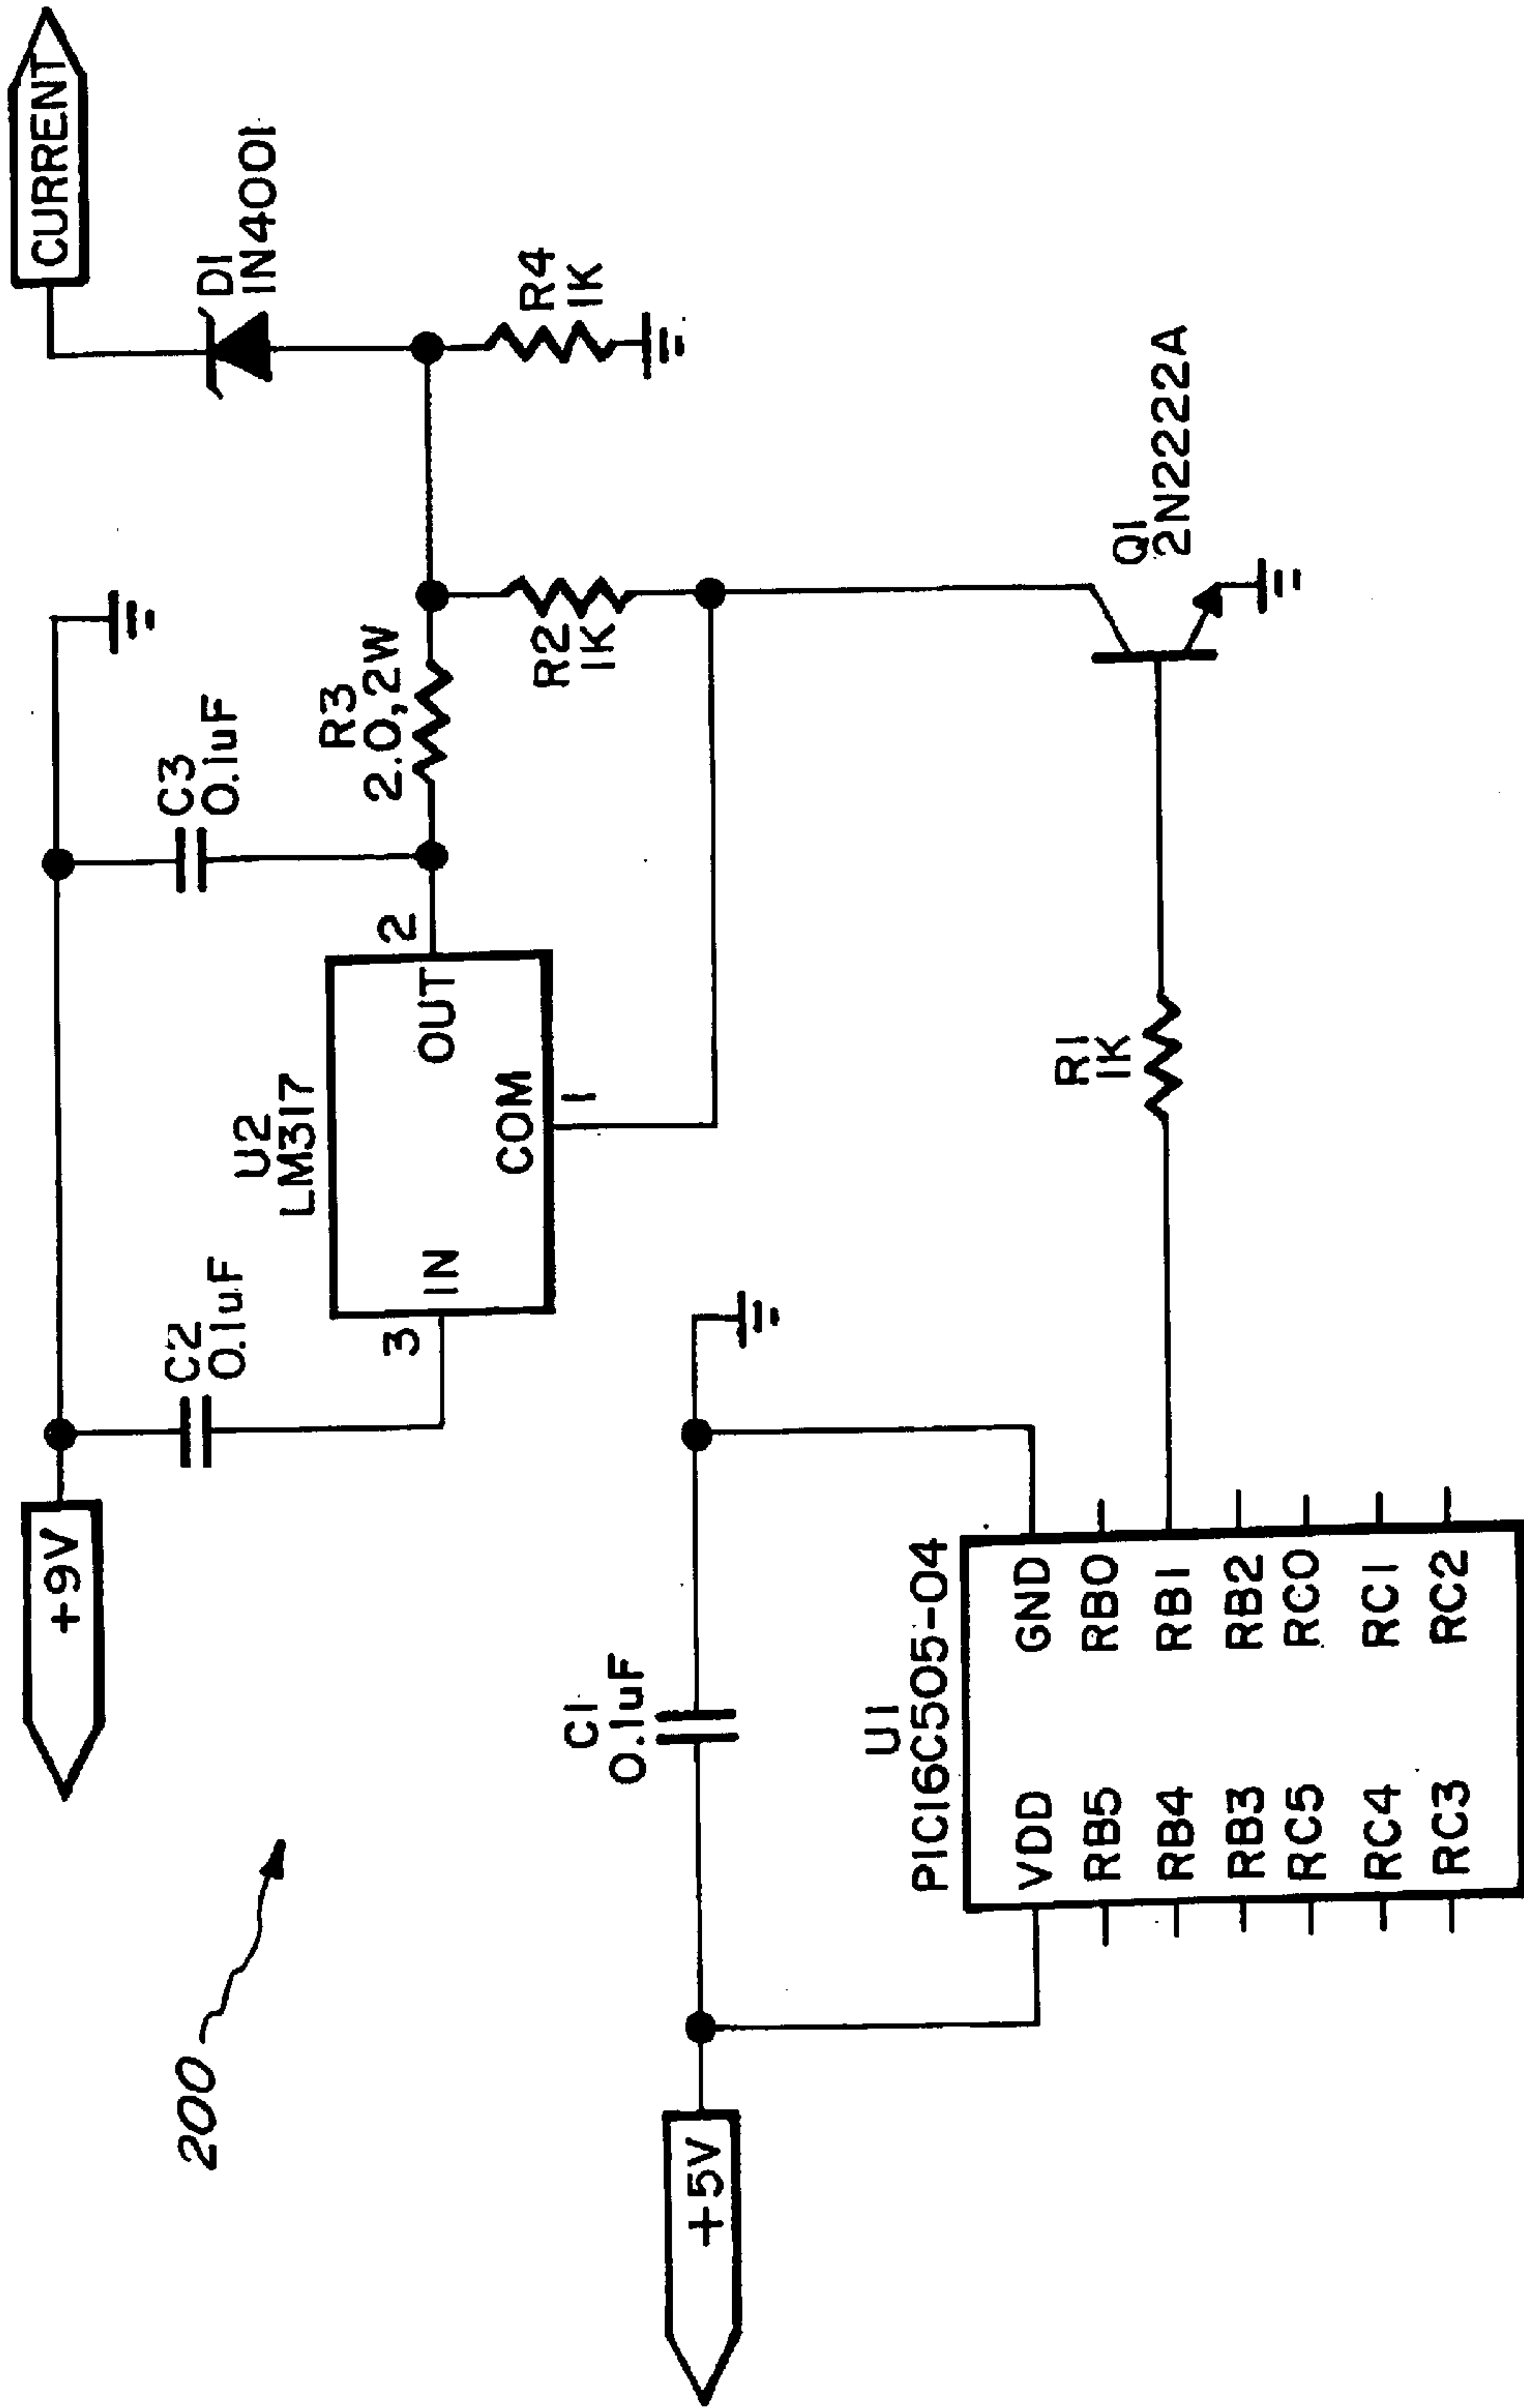 CURRENT
D1
1N4001
R4
1K
C3
0.1uF
R3
2.0,2W
R2
1K
Q1
2N2222A
U2
LM317
2
OUT
COM
1
IN
3
C2
0.1uF
+9V
R1
1K
200
C1
0.1uF
+5V
U1
PIC16C505-04
VDD
GND
RB5
RB0
RB4
RB1
RB3
RB2
RC5
RC0
RC4
RC1
RC3
RC2